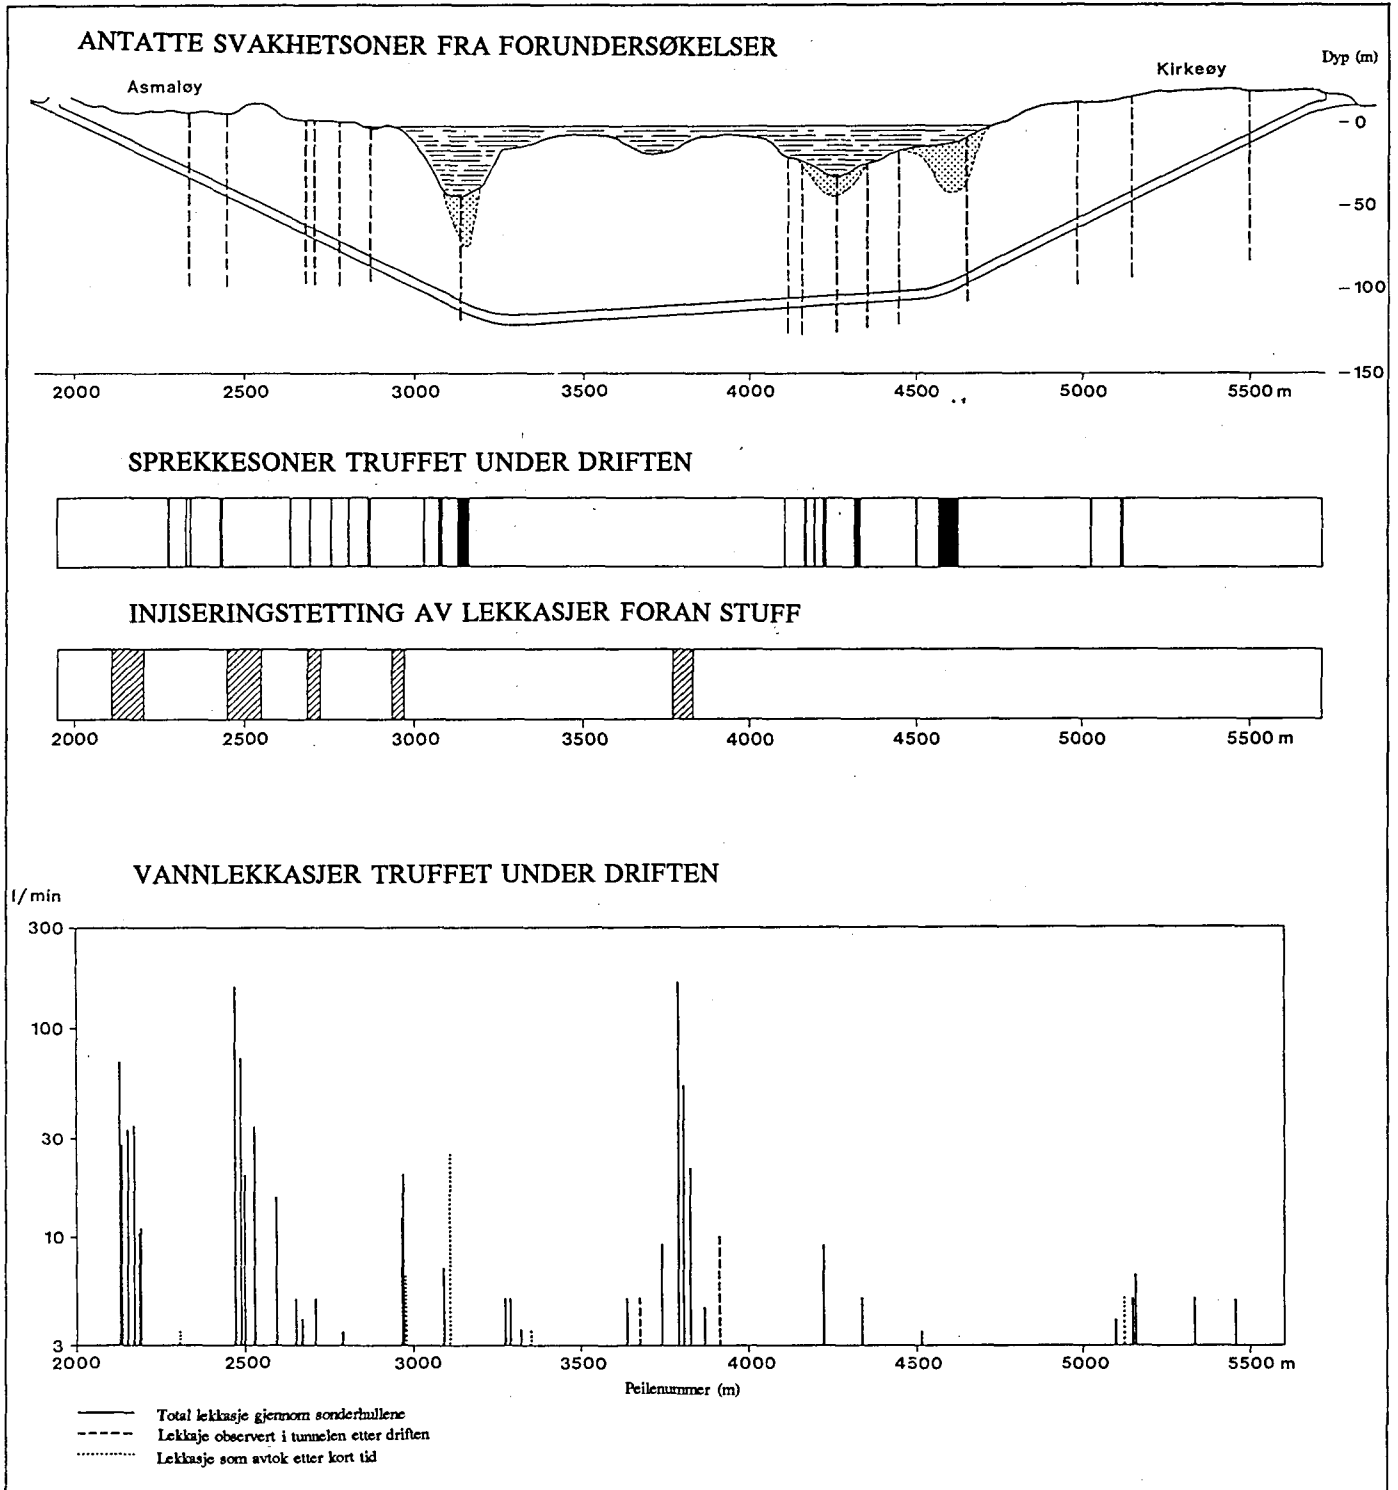 ANTATTE SVAKHETSONER FRA FORUNDERSØKELSER
Dyp (m)
Asmaløy
Kirkeøy
0
-50
-100
-150
2000 2500 3000 3500 4000 4500 5000 5500 m
SPREKKESONER TRUFFET UNDER DRIFTEN
INJISERINGSTETTING AV LEKKASJER FORAN STUFF
2000 2500 3000 3500 4000 4500 5000 5500 m
VANNLEKKASJER TRUFFET UNDER DRIFTEN
l/min
300
100
30
10
3
2000 2500 3000 3500 4000 4500 5000 5500 m
Peilenummer (m)
Total lekkasje gjennom sonderhullene
Lekkaje observert i tunnelen etter driften
Lekkasje som avtok etter kort tid